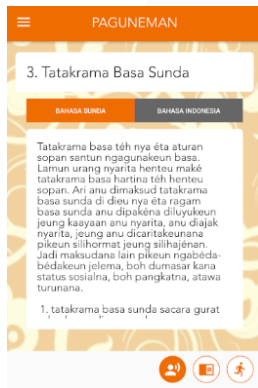 PAGUNEMAN
3. Tatakrama Basa Sunda
BAHASA SUNDA
BAHASA INDONESIA
Tatakrama basa téh nya éta aturan
sopan santun ngagunakeun basa.
Lamun urang nyarita henteu maké
tatakrama basa hartina téh henteu
sopan. Ari anu dimaksud tatakrama
basa sunda di dieu nya éta ragam
basa sunda anu dipakéna diluyukeun
jeung kaayaan anu nyarita, anu diajak
nyarita, jeung anu dicaritakeunana
pikeun silihormat jeung silihajénan.
Jadi maksudana lain pikeun ngabéda-
bédakeun jelema, boh dumasar kana
status sosialna, boh pangkatna, atawa
turunana.
1. tatakrama basa sunda sacara gurat